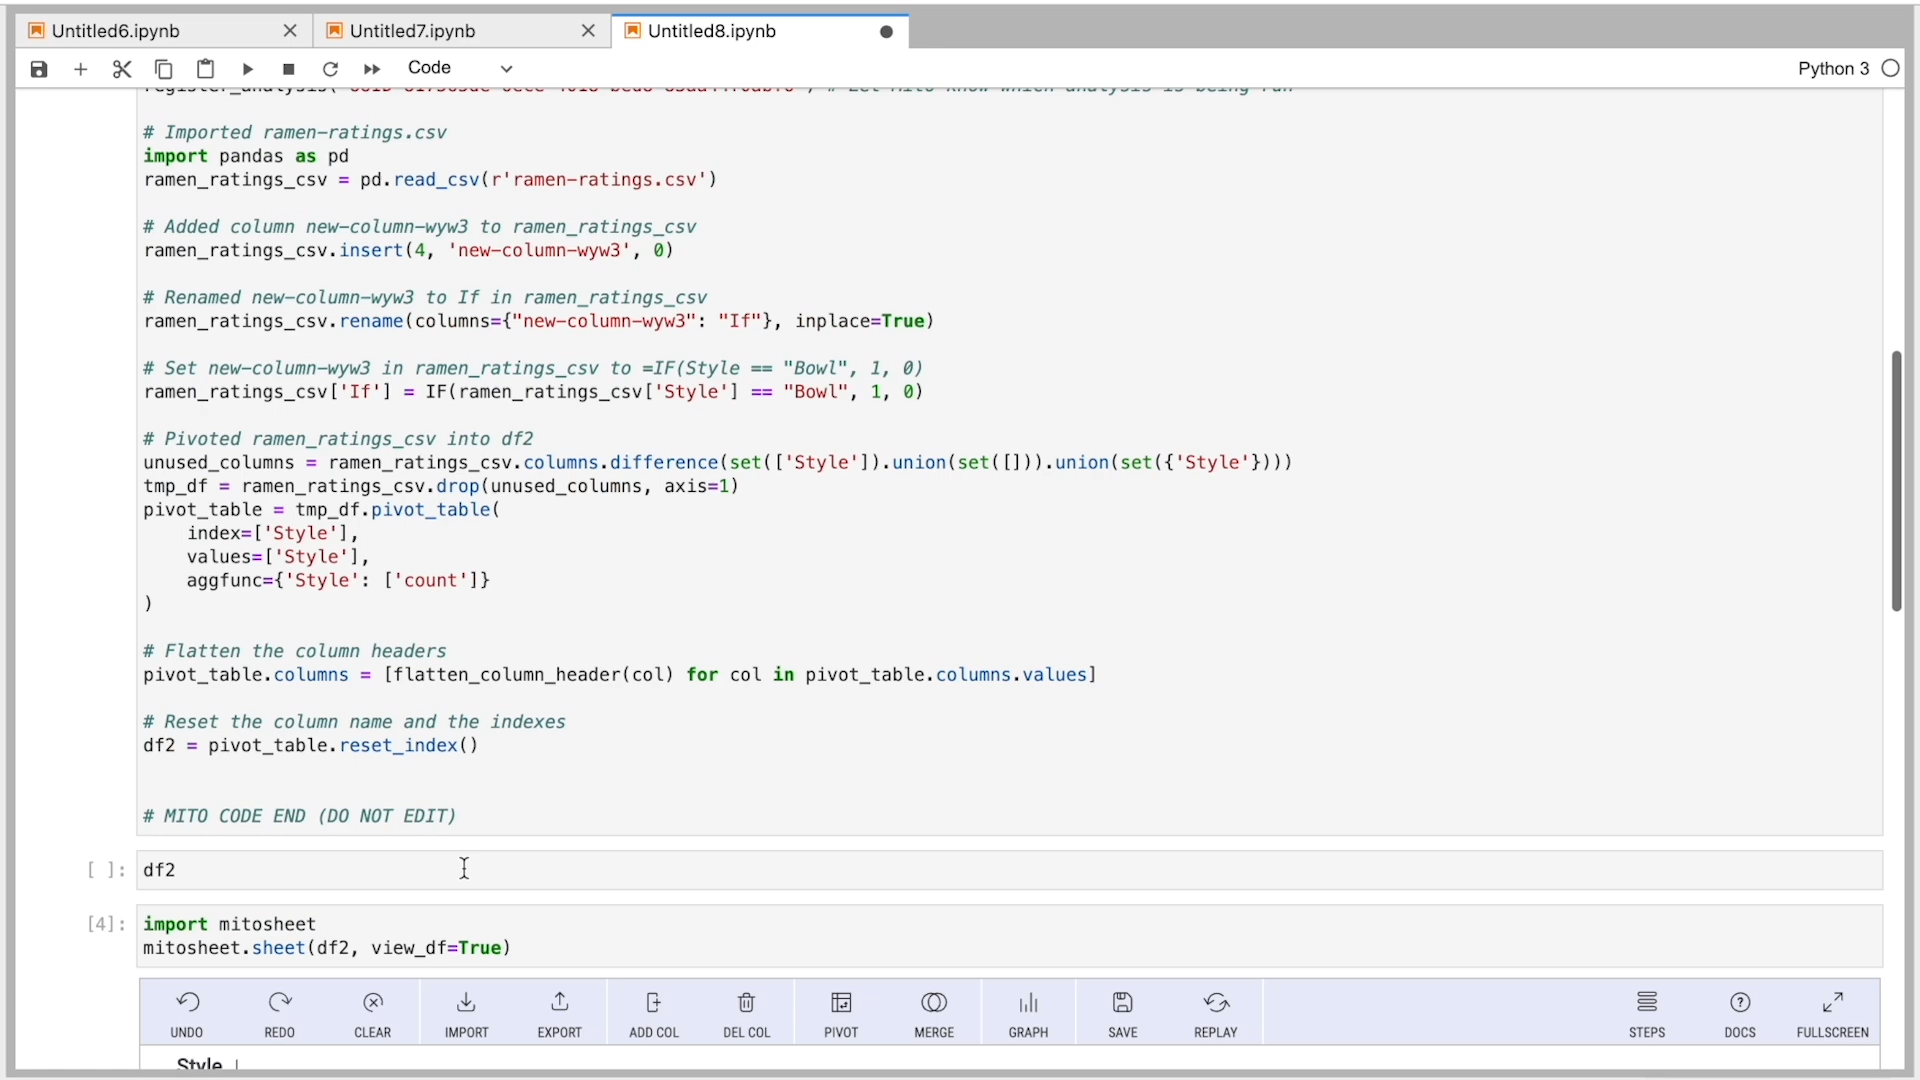 Untitled6.ipynb
Untitled7.ipynb
Untitled8.ipynb
Code
Python 3
# Imported ramen-ratings.csv
import pandas as pd
ramen_ratings_csv = pd.read_csv(r'ramen-ratings.csv')
# Added column new-column-wyw3 to ramen_ratings_csv
ramen_ratings_csv.insert(4, 'new-column-wyw3', 0)
# Renamed new-column-wyw3 to If in ramen_ratings_csv
ramen_ratings_csv.rename(columns={"new-column-wyw3": "If"}, inplace=True)
# Set new-column-wyw3 in ramen_ratings_csv to =IF(Style == "Bowl", 1, 0)
ramen_ratings_csv['If'] = IF(ramen_ratings_csv['Style'] == "Bowl", 1, 0)
# Pivoted ramen_ratings_csv into df2
unused_columns = ramen_ratings_csv.columns.difference(set(['Style']).union(set([])).union(set({'Style'})))
tmp_df = ramen_ratings_csv.drop(unused_columns, axis=1)
pivot_table = tmp_df.pivot_table(
index=['Style'],
values=['Style'],
aggfunc={'Style': ['count']}
)
# Flatten the column headers
pivot_table.columns = [flatten_column_header(col) for col in pivot_table.columns.values]
# Reset the column name and the indexes
df2 = pivot_table.reset_index()
# MITO CODE END (DO NOT EDIT)
[ ]: df2
[4]: import mitosheet
mitosheet.sheet(df2, view_df=True)
UNDO REDO CLEAR IMPORT EXPORT ADD COL DEL COL PIVOT MERGE GRAPH SAVE REPLAY STEPS DOCS FULLSCREEN
Style